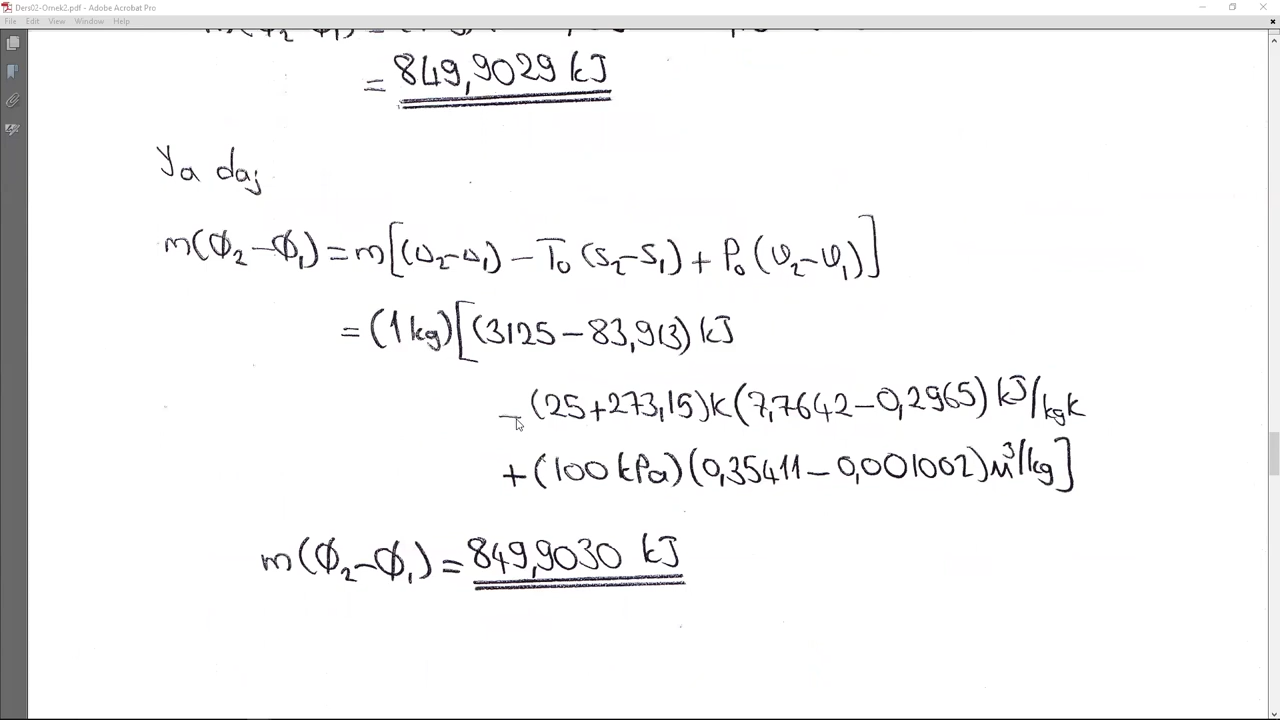 Ders02-Ornek2.pdf - Adobe Acrobat Pro
File Edit View Window Help
= 849,9029 kJ
Ya da;
m(ϕ₂-ϕ₁) = m[(u₂-u₁) - T₀ (s₂-s₁) + P₀ (v₂-v₁)]
= (1 kg)[(3125 - 83,913) kJ
- (25+273,15)K(7,7642-0,2965) kJ/kgK
+ (100 kPa)(0,35411 - 0,001002)m³/kg]
m(ϕ₂-ϕ₁) = 849,9030 kJ